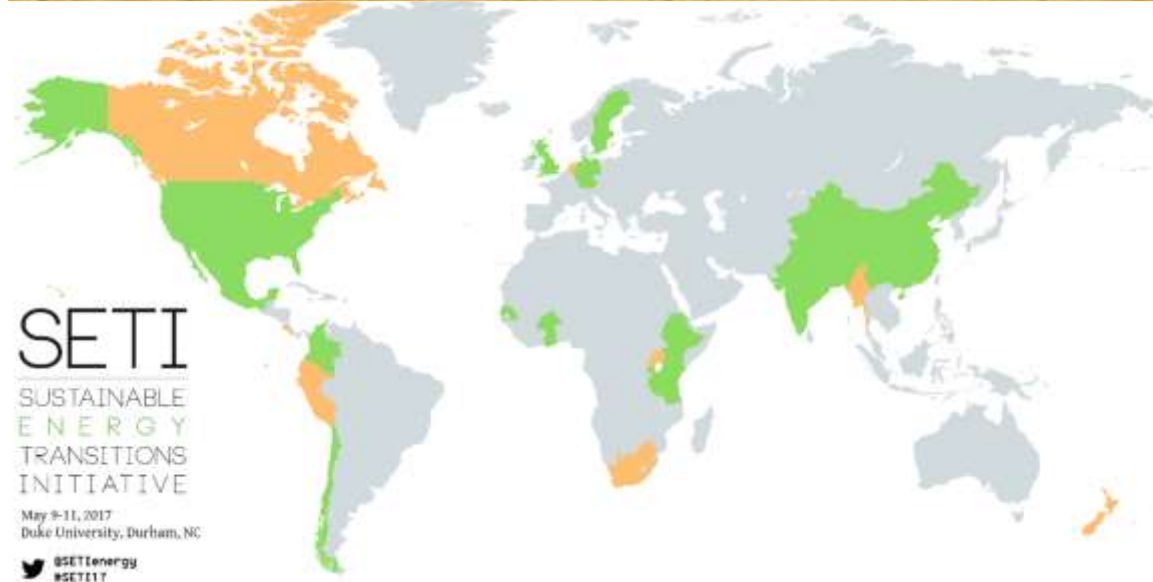 SETI
SUSTAINABLE
ENERGY
TRANSITIONS
INITIATIVE
May 9-11, 2017
Duke University, Durham, NC
@SETIenergy
#SETI17